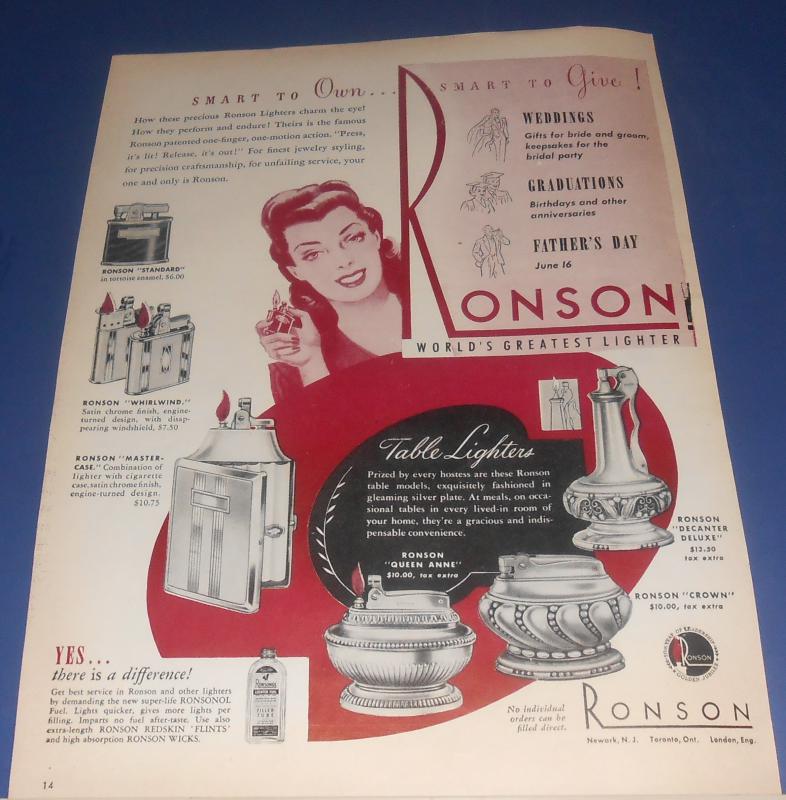 SMART TO Own...
How these precious Ronson Lighters charm the eye!
How they perform and endure! Theirs is the famous
Ronson patented one-finger, one-motion action. "Press,
it's lit! Release, it's out!" For finest jewelry styling,
for precision craftsmanship, for unfailing service, your
one and only is Ronson.
SMART TO Give!
WEDDINGS
Gifts for bride and groom,
keepsakes for the
bridal party
GRADUATIONS
Birthdays and other
anniversaries
FATHER'S DAY
June 16
RONSON
WORLD'S GREATEST LIGHTER
RONSON "STANDARD"
in tortoise enamel, $6.00
RONSON "WHIRLWIND,"
Satin chrome finish, engine-
turned design, with disap-
pearing windshield, $7.50
RONSON "MASTER-
CASE," Combination of
lighter with cigarette
case, satin chrome finish,
engine-turned design.
$10.75
Table Lighters
Prized by every hostess are these Ronson
table models, exquisitely fashioned in
gleaming silver plate. At meals, on occa-
sional tables in every lived-in room of
your home, they're a gracious and indis-
pensable convenience.
RONSON
"QUEEN ANNE"
$10.00, tax extra
RONSON
"DECANTER
DELUXE"
$13.50
tax extra
RONSON "CROWN"
$10.00, tax extra
YES...
there is a difference!
Get best service in Ronson and other lighters
by demanding the new super-life RONSONOL
Fuel. Lights quicker, gives more lights per
filling. Imparts no fuel after-taste. Use also
extra-length RONSON REDSKIN 'FLINTS'
and high absorption RONSON WICKS.
RONSONOL
LIGHTER FUEL
FILLER
TUBE
OF LEADERSHIP
RONSON
GOLDEN JUBILEE
No individual
orders can be
filled direct.
RONSON
Newark, N. J. Toronto, Ont. London, Eng.
14